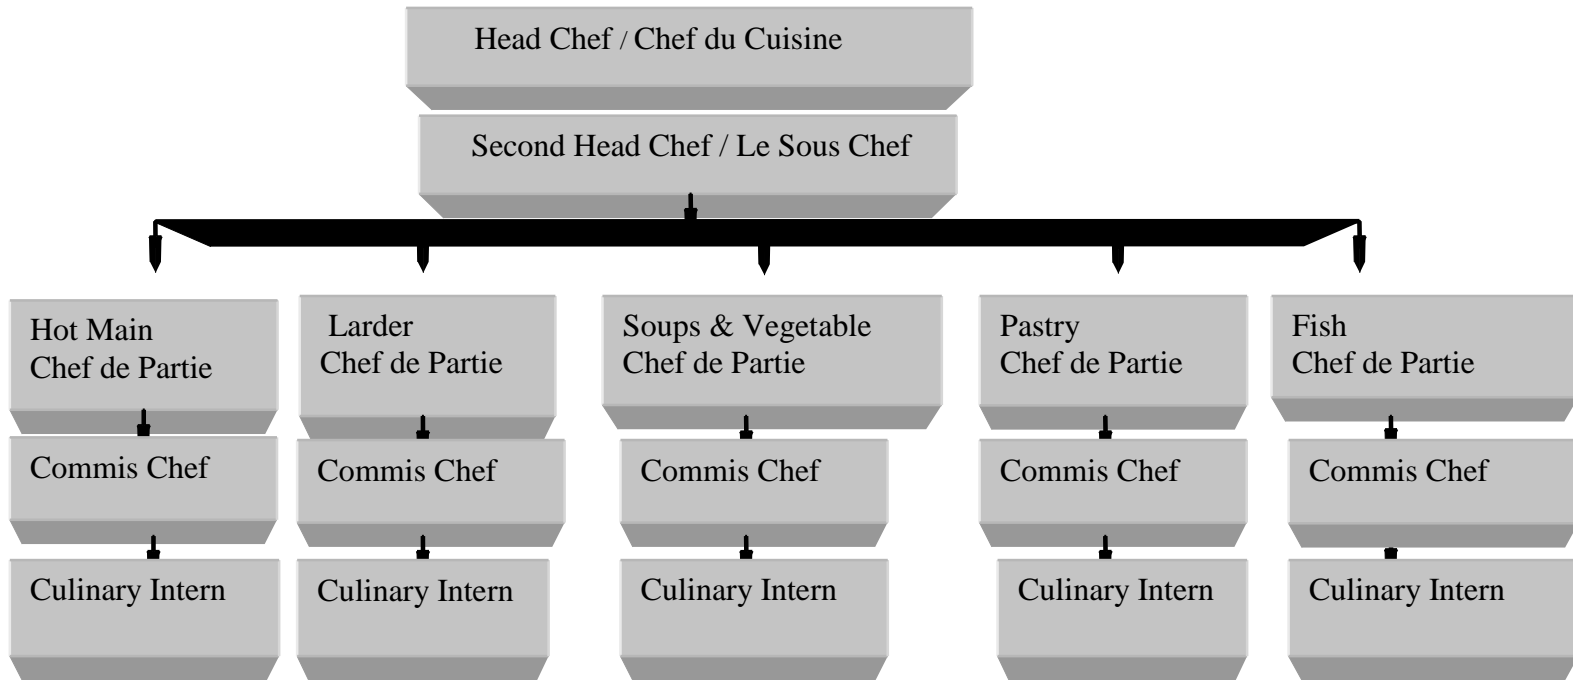 Head Chef / Chef du Cuisine
Second Head Chef / Le Sous Chef
Hot Main
Chef de Partie
Larder
Chef de Partie
Soups & Vegetable
Chef de Partie
Pastry
Chef de Partie
Fish
Chef de Partie
Commis Chef
Commis Chef
Commis Chef
Commis Chef
Commis Chef
Culinary Intern
Culinary Intern
Culinary Intern
Culinary Intern
Culinary Intern